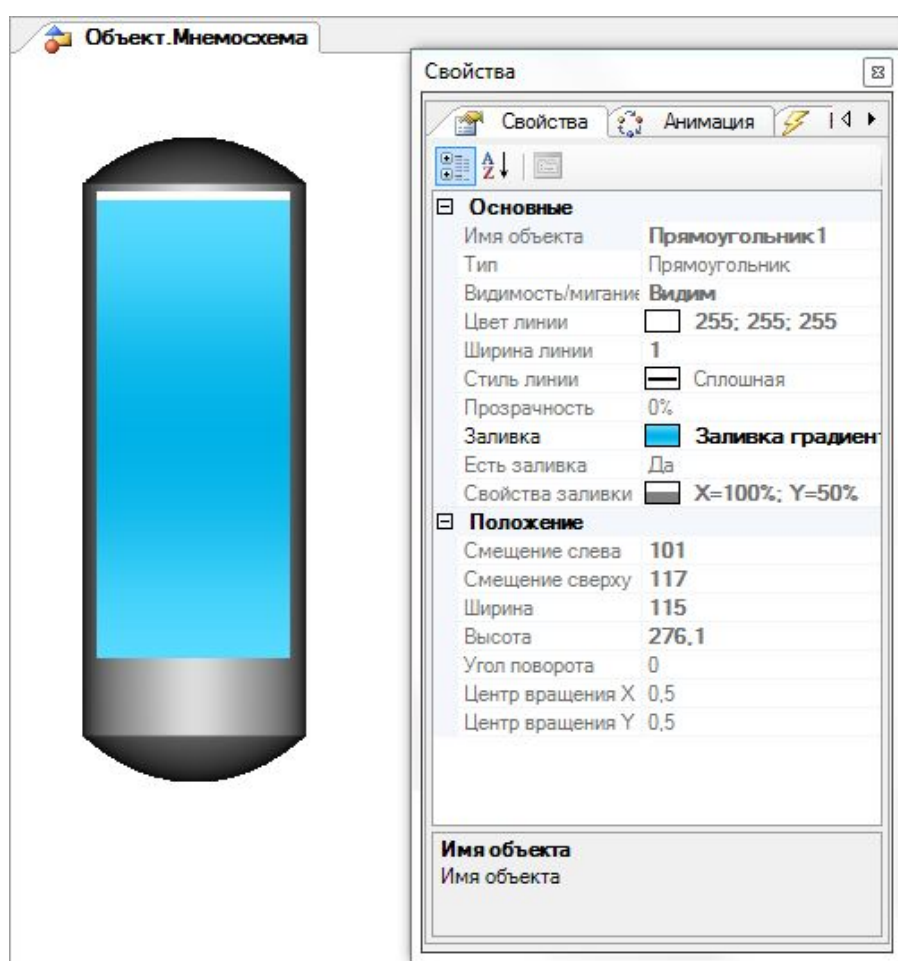 Объект.Мнемосхема
Свойства
Свойства Анимация
Основные
Имя объекта Прямоугольник1
Тип Прямоугольник
Видимость/мигание Видим
Цвет линии 255; 255; 255
Ширина линии 1
Стиль линии Сплошная
Прозрачность 0%
Заливка Заливка градиен
Есть заливка Да
Свойства заливки X=100%; Y=50%
Положение
Смещение слева 101
Смещение сверху 117
Ширина 115
Высота 276,1
Угол поворота 0
Центр вращения X 0,5
Центр вращения Y 0,5
Имя объекта
Имя объекта